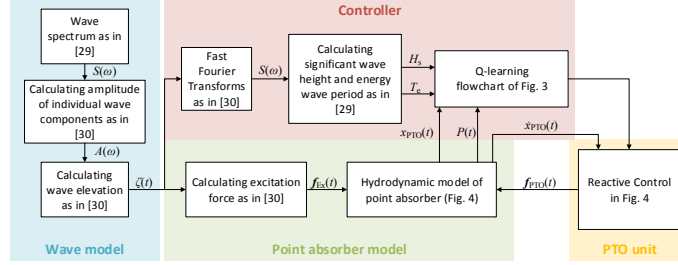 Controller
Wave
spectrum as in
[29]
S(ω)
Calculating amplitude
of individual wave
components as in
[30]
A(ω)
Calculating
wave elevation
as in [30]
ζ(t)
Wave model
Fast
Fourier
Transforms
as in [30]
S(ω)
Calculating
significant wave
height and energy
wave period as in
[29]
Hs
Te
Q-learning
flowchart of Fig. 3
xPTO(t)
P(t)
ẋPTO(t)
Calculating excitation
force as in [30]
fEx(t)
Hydrodynamic model of
point absorber (Fig. 4)
fPTO(t)
Reactive Control
in Fig. 4
Point absorber model
PTO unit